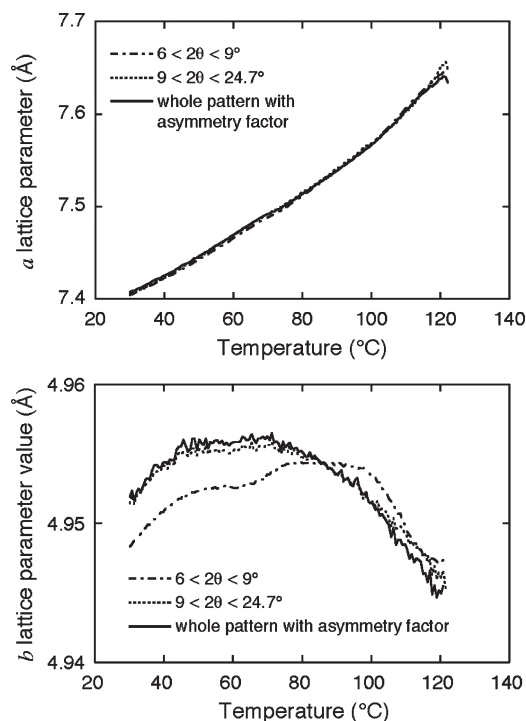 7.7
6 < 2θ < 9°
9 < 2θ < 24.7°
whole pattern with
asymmetry factor
7.6
7.5
7.4
a lattice parameter (Å)
20 40 60 80 100 120 140
Temperature (°C)
4.96
4.95
4.94
b lattice parameter value (Å)
6 < 2θ < 9°
9 < 2θ < 24.7°
whole pattern with asymmetry factor
20 40 60 80 100 120 140
Temperature (°C)